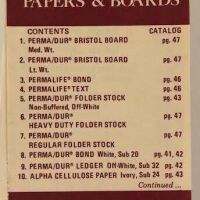 PAPERS & BOARDS
CONTENTS CATALOG
1. PERMA/DUR® BRISTOL BOARD pg. 47
Med. Wt.
2. PERMA/DUR® BRISTOL BOARD pg. 47
Lt. Wt.
3. PERMALIFE® BOND pg. 46
4. PERMALIFE® TEXT pg. 46
5. PERMA/DUR® FOLDER STOCK pg. 43
Non-Buffered, Off-White
6. PERMA/DUR® pg. 47
HEAVY DUTY FOLDER STOCK
7. PERMA/DUR® pg. 47
REGULAR FOLDER STOCK
8. PERMA/DUR® BOND White, Sub 20 pg. 41, 42
9. PERMA/DUR® LEDGER Off-White, Sub 32 pg. 42
10. ALPHA CELLULOSE PAPER Ivory, Sub 24 pg. 43
Continued ...